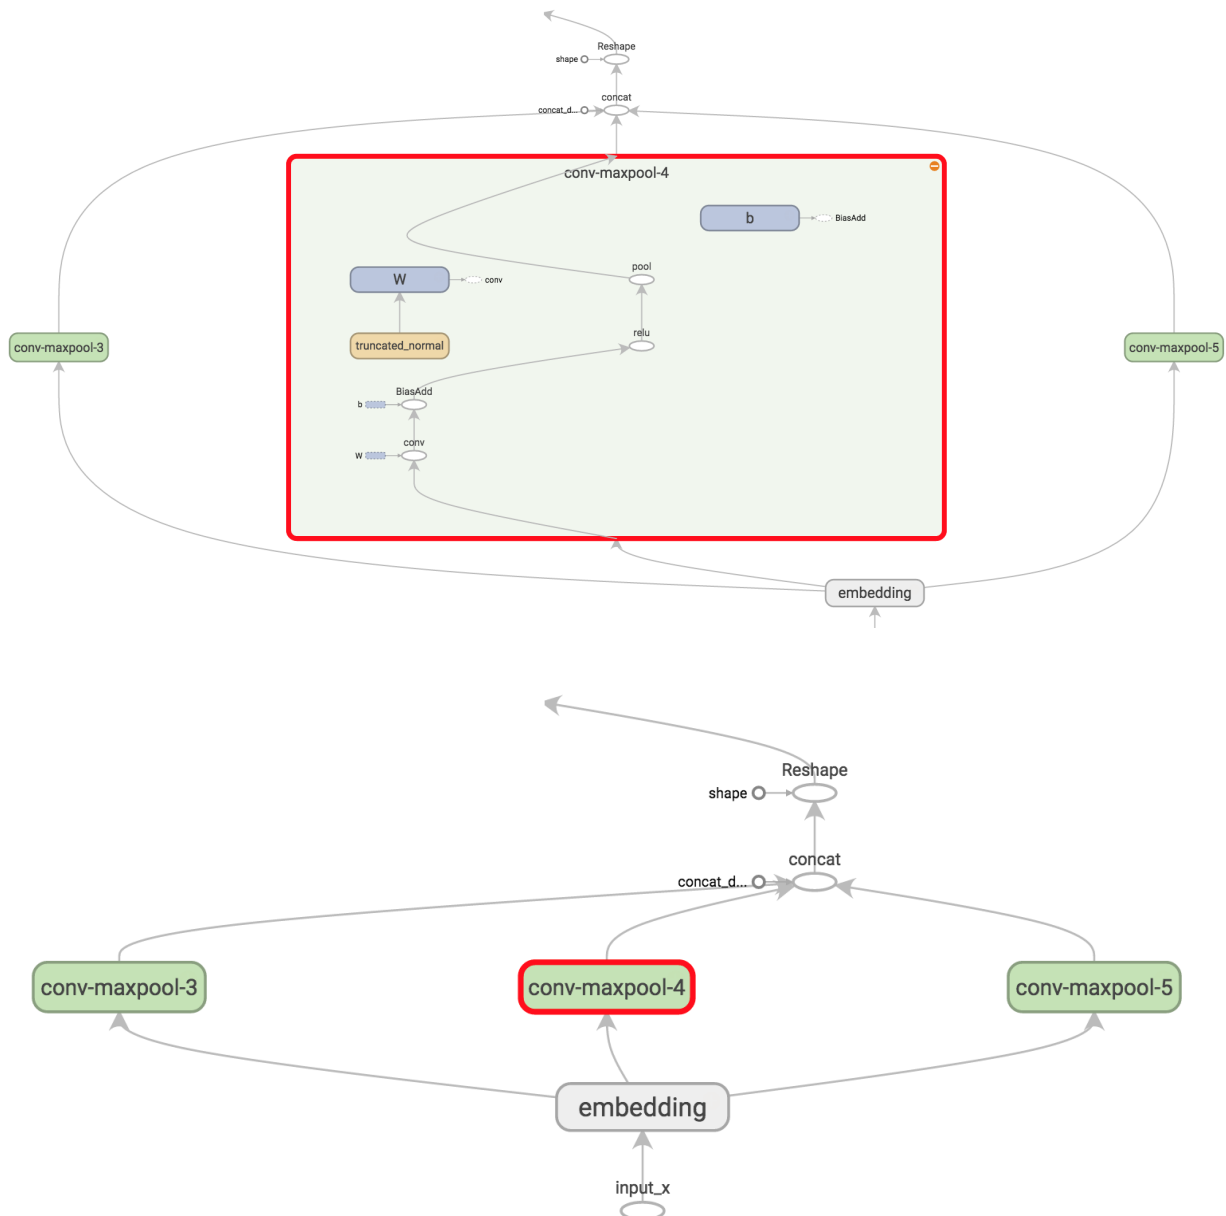 Reshape
shape
concat
concat_d...
conv-maxpool-4
b
BiasAdd
pool
W
conv
relu
truncated_normal
conv-maxpool-3
conv-maxpool-5
BiasAdd
b
conv
W
embedding
Reshape
shape
concat
concat_d...
conv-maxpool-3
conv-maxpool-4
conv-maxpool-5
embedding
input_x